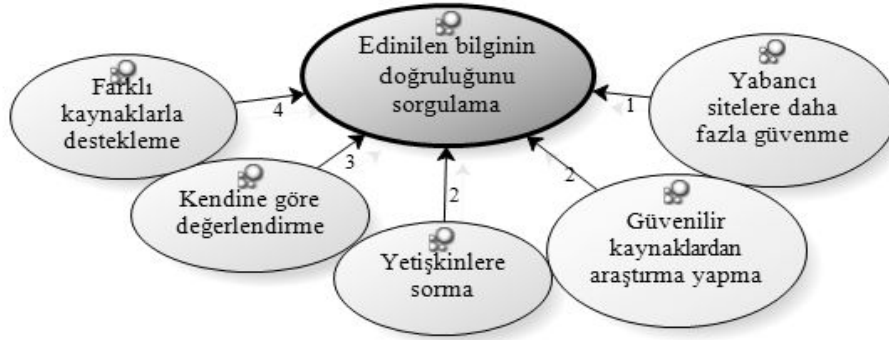 Edinilen bilginin
doğruluğunu
sorgulama
Farklı
kaynaklarla
destekleme
4
Kendine göre
değerlendirme
3
Yetişkinlere
sorma
2
Güvenilir
kaynaklardan
araştırma yapma
2
Yabancı
sitelere daha
fazla güvenme
1